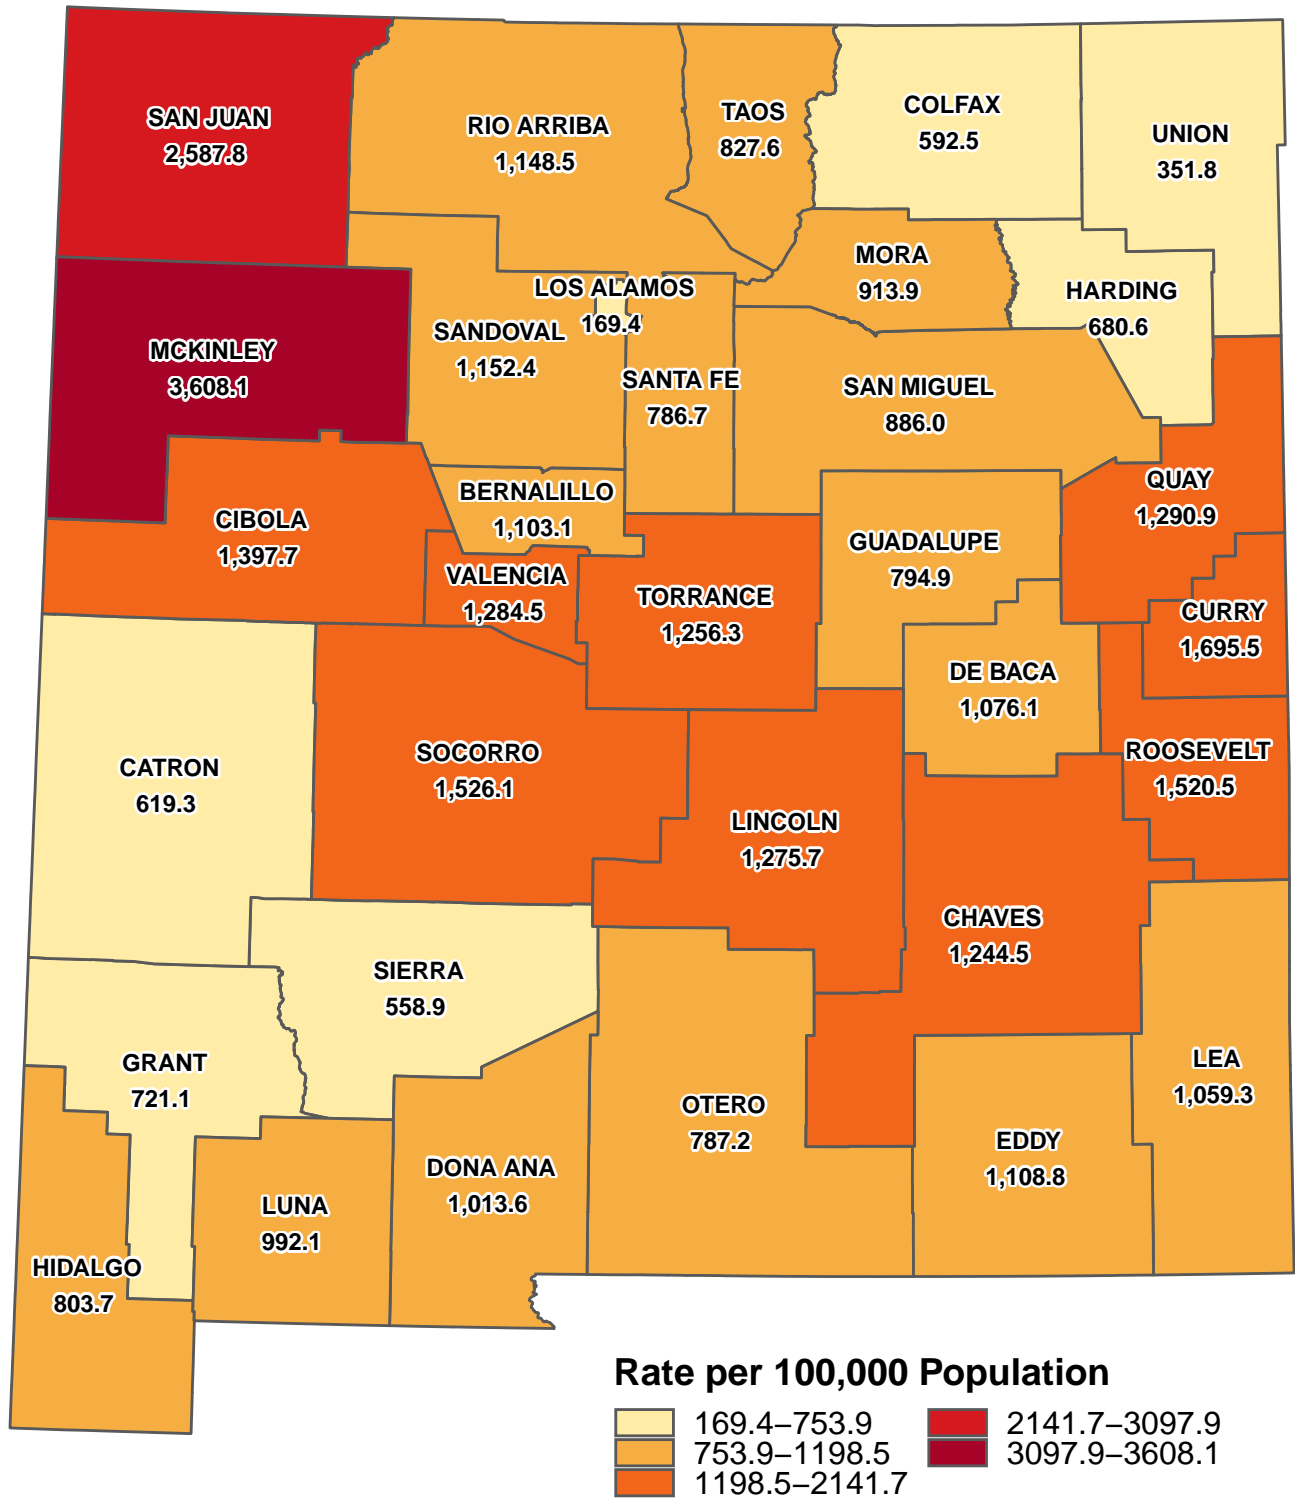 SAN JUAN
2,587.8
RIO ARRIBA
1,148.5
TAOS
827.6
COLFAX
592.5
UNION
351.8
MORA
913.9
HARDING
680.6
LOS ALAMOS
169.4
SANDOVAL
1,152.4
MCKINLEY
3,608.1
SANTA FE
786.7
SAN MIGUEL
886.0
QUAY
1,290.9
BERNALILLO
1,103.1
CIBOLA
1,397.7
GUADALUPE
794.9
VALENCIA
1,284.5
TORRANCE
1,256.3
CURRY
1,695.5
DE BACA
1,076.1
CATRON
619.3
SOCORRO
1,526.1
ROOSEVELT
1,520.5
LINCOLN
1,275.7
CHAVES
1,244.5
SIERRA
558.9
GRANT
721.1
LEA
1,059.3
OTERO
787.2
EDDY
1,108.8
DONA ANA
1,013.6
LUNA
992.1
HIDALGO
803.7
Rate per 100,000 Population
169.4–753.9
753.9–1198.5
1198.5–2141.7
2141.7–3097.9
3097.9–3608.1